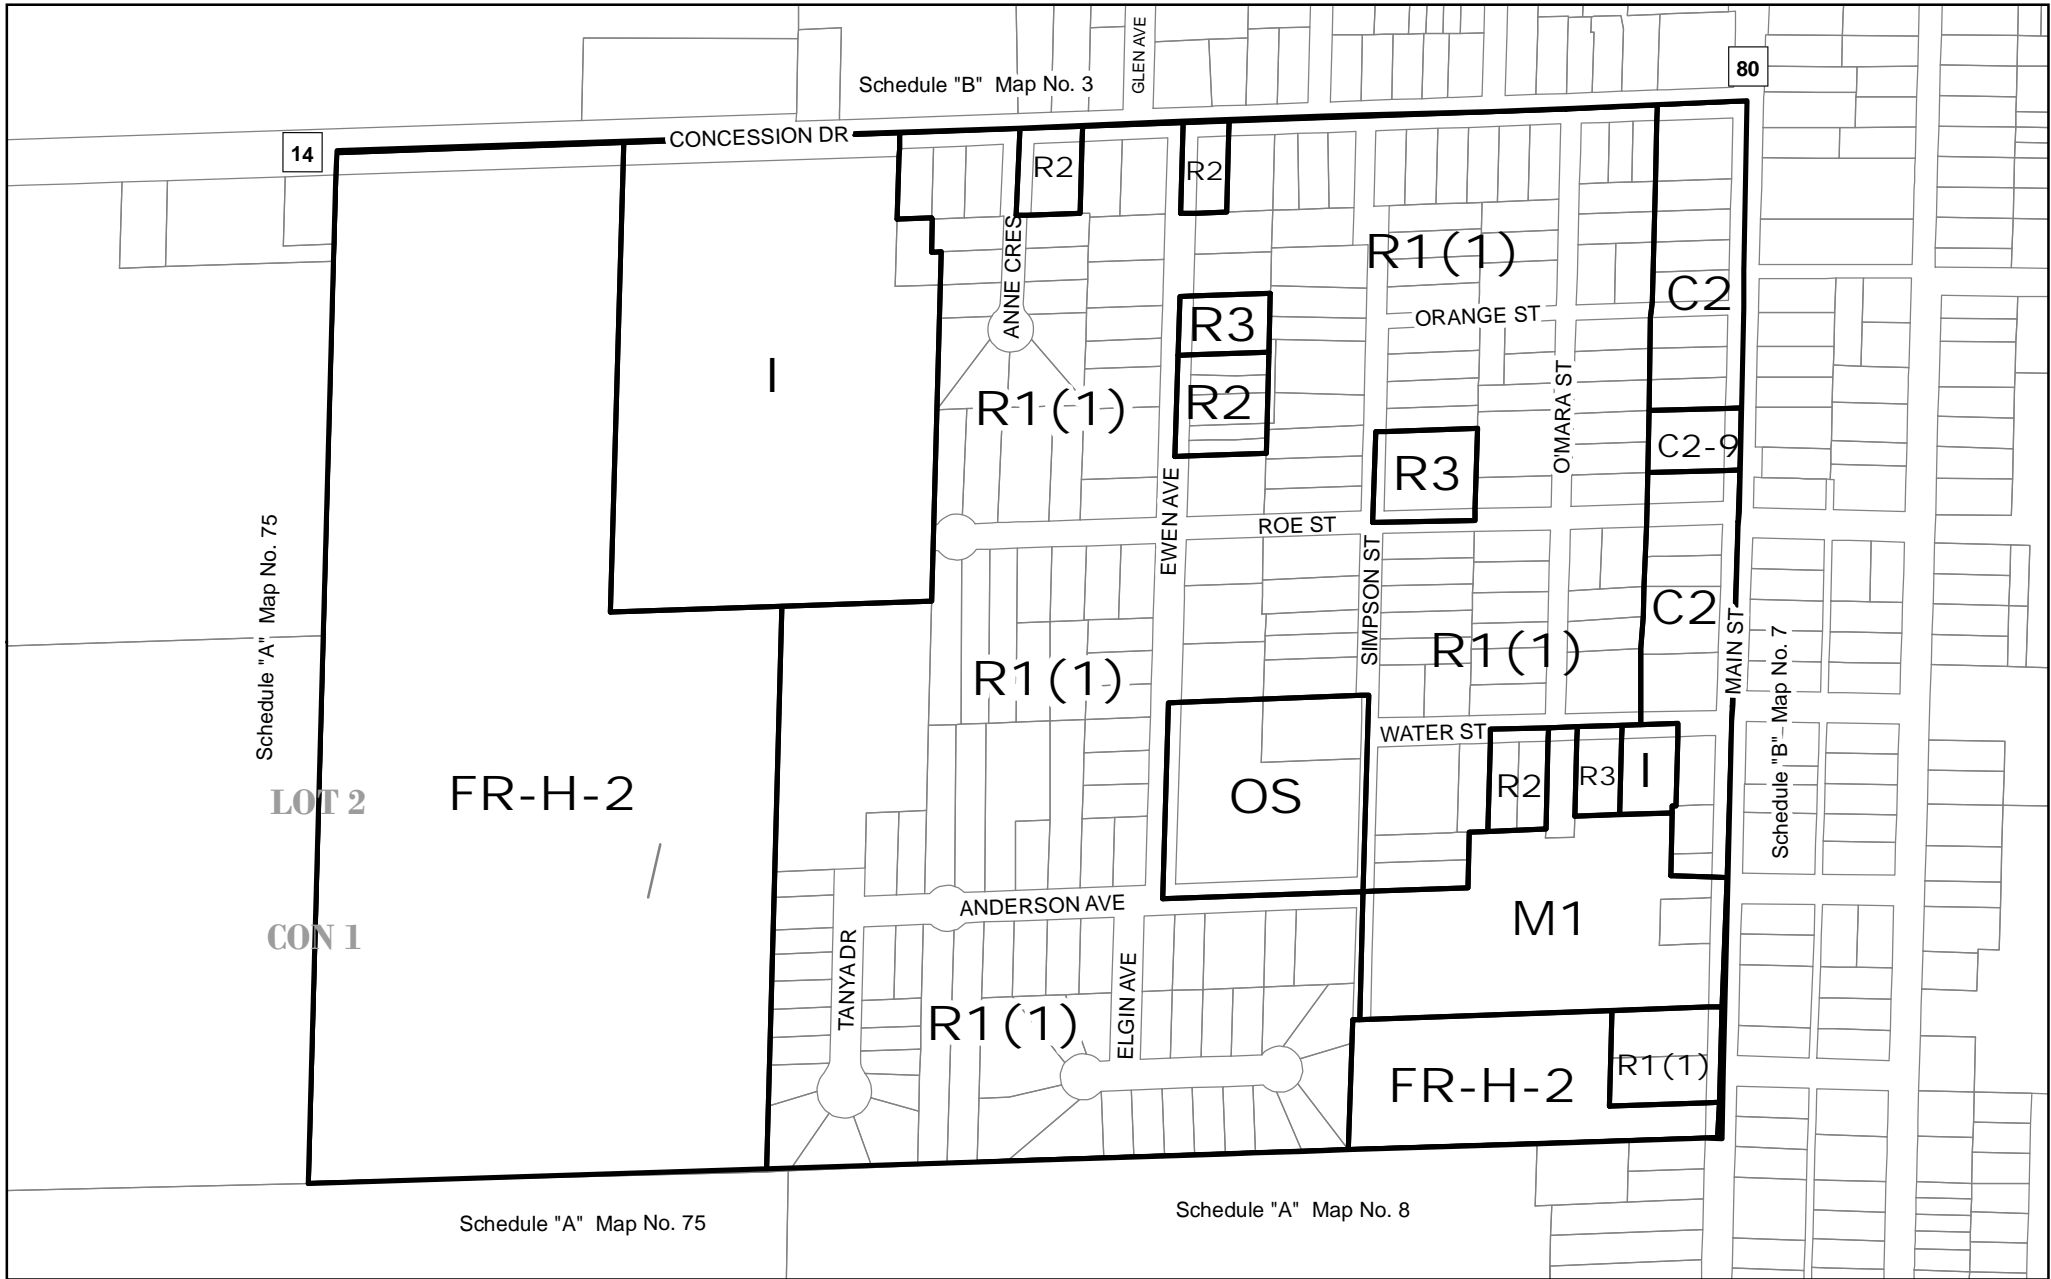 GLEN AVE
80
Schedule "B" Map No. 3
CONCESSION DR
14
R2
R2
ANNE CRES
R1(1)
C2
ORANGE ST
R3
I
R2
R1(1)
O'MARA ST
C2-9
R3
EWEN AVE
ROE ST
SIMPSON ST
Schedule "A" Map No. 75
C2
MAIN ST
R1(1)
R1(1)
Schedule "B" Map No. 7
WATER ST
R2
R3
I
OS
FR-H-2
LOT 2
CON 1
ANDERSON AVE
M1
TANYA DR
ELGIN AVE
R1(1)
FR-H-2
R1(1)
Schedule "A" Map No. 75
Schedule "A" Map No. 8